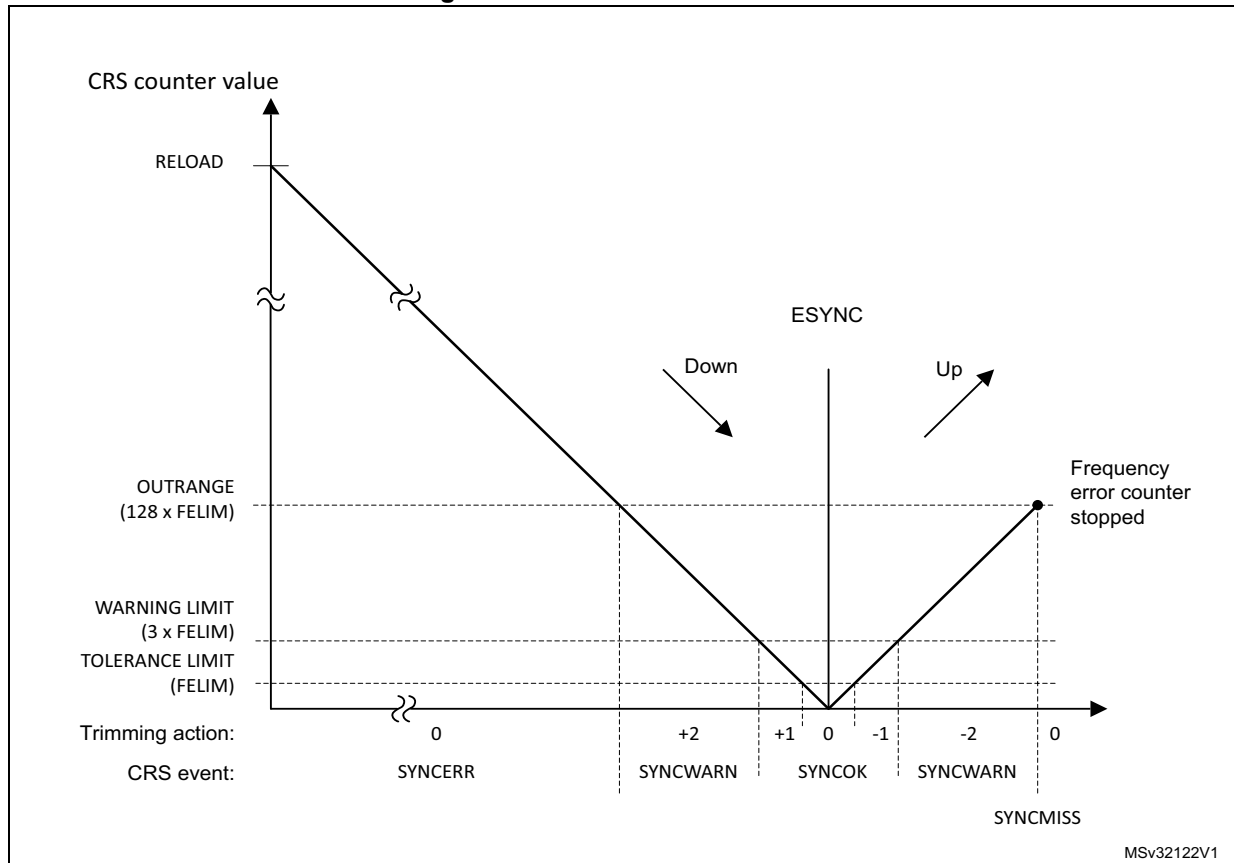 CRS counter value
RELOAD
ESYNC
Down
Up
Frequency
error counter
stopped
OUTRANGE
(128 x FELIM)
WARNING LIMIT
(3 x FELIM)
TOLERANCE LIMIT
(FELIM)
Trimming action: 0 +2 +1 0 -1 -2 0
CRS event: SYNCERR SYNCWARN SYNCOK SYNCWARN
SYNCMISS
MSv32122V1